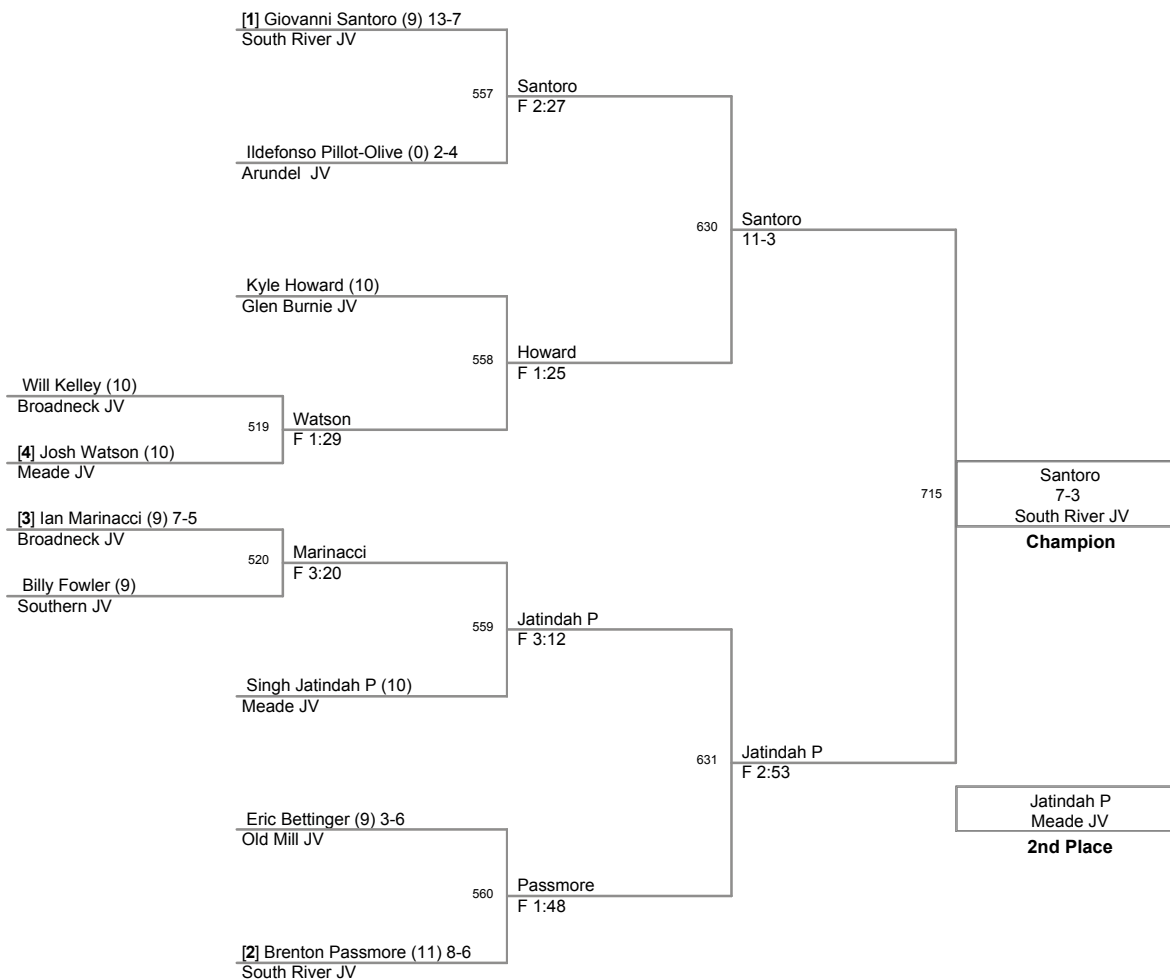 [1] Giovanni Santoro (9) 13-7
South River JV
557
Santoro
F 2:27
Ildefonso Pillot-Olive (0) 2-4
Arundel JV
630
Santoro
11-3
Kyle Howard (10)
Glen Burnie JV
558
Howard
F 1:25
Will Kelley (10)
Broadneck JV
519
Watson
F 1:29
[4] Josh Watson (10)
Meade JV
715
Santoro
7-3
South River JV
Champion
[3] Ian Marinacci (9) 7-5
Broadneck JV
520
Marinacci
F 3:20
Billy Fowler (9)
Southern JV
559
Jatindah P
F 3:12
Singh Jatindah P (10)
Meade JV
631
Jatindah P
F 2:53
Jatindah P
Meade JV
2nd Place
Eric Bettinger (9) 3-6
Old Mill JV
560
Passmore
F 1:48
[2] Brenton Passmore (11) 8-6
South River JV